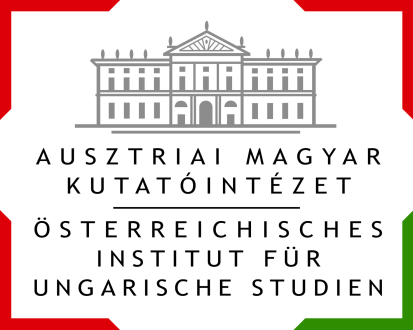 AUSZTRIAI MAGYAR
KUTATÓINTÉZET
ÖSTERREICHISCHES
INSTITUT FÜR
UNGARISCHE STUDIEN